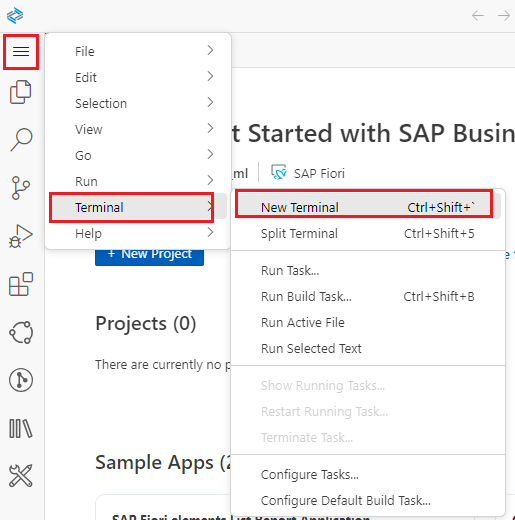 File
Edit
Selection
View
Go
Run
Terminal
Help
t Started with SAP Busin
ml
SAP Fiori
New Terminal Ctrl+Shift+`
Split Terminal Ctrl+Shift+5
Run Task...
Run Build Task... Ctrl+Shift+B
Run Active File
Run Selected Text
Show Running Tasks...
Restart Running Task...
Terminate Task...
Configure Tasks...
Configure Default Build Task...
+ New Project
Projects (0)
There are currently no p
Sample Apps (2
SAP Fiori elements List Report Application